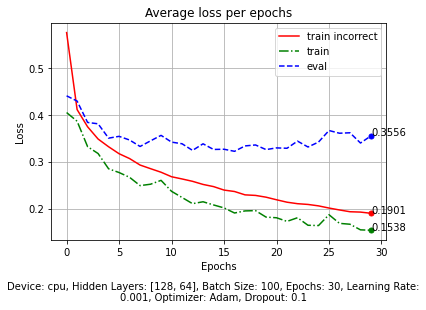 Average loss per epochs
train incorrect
train
eval
Loss
0.5
0.4
0.3
0.2
0.3556
0.1901
0.1538
0
5
10
15
20
25
30
Epochs
Device: cpu, Hidden Layers: [128, 64], Batch Size: 100, Epochs: 30, Learning Rate:
0.001, Optimizer: Adam, Dropout: 0.1